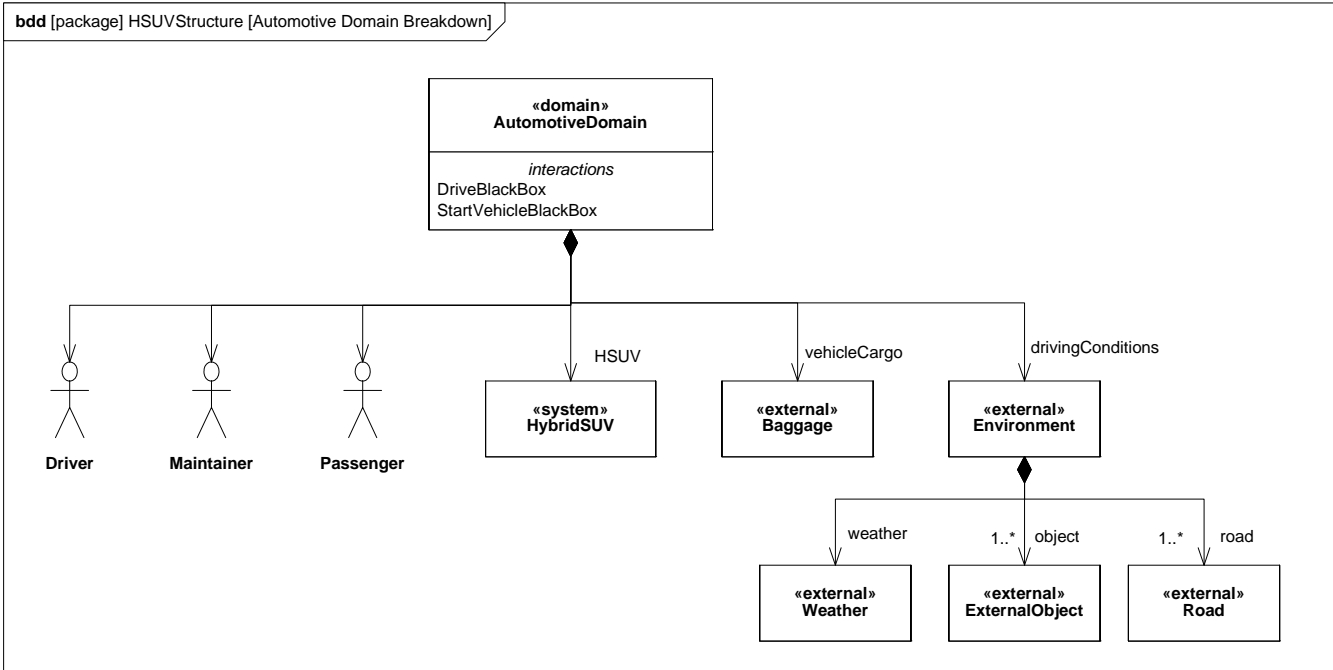 bdd [package] HSUVStructure [Automotive Domain Breakdown]
«domain»
AutomotiveDomain
interactions
DriveBlackBox
StartVehicleBlackBox
HSUV
vehicleCargo
drivingConditions
«system»
HybridSUV
«external»
Baggage
«external»
Environment
Driver
Maintainer
Passenger
weather
1..* object
1..* road
«external»
Weather
«external»
ExternalObject
«external»
Road